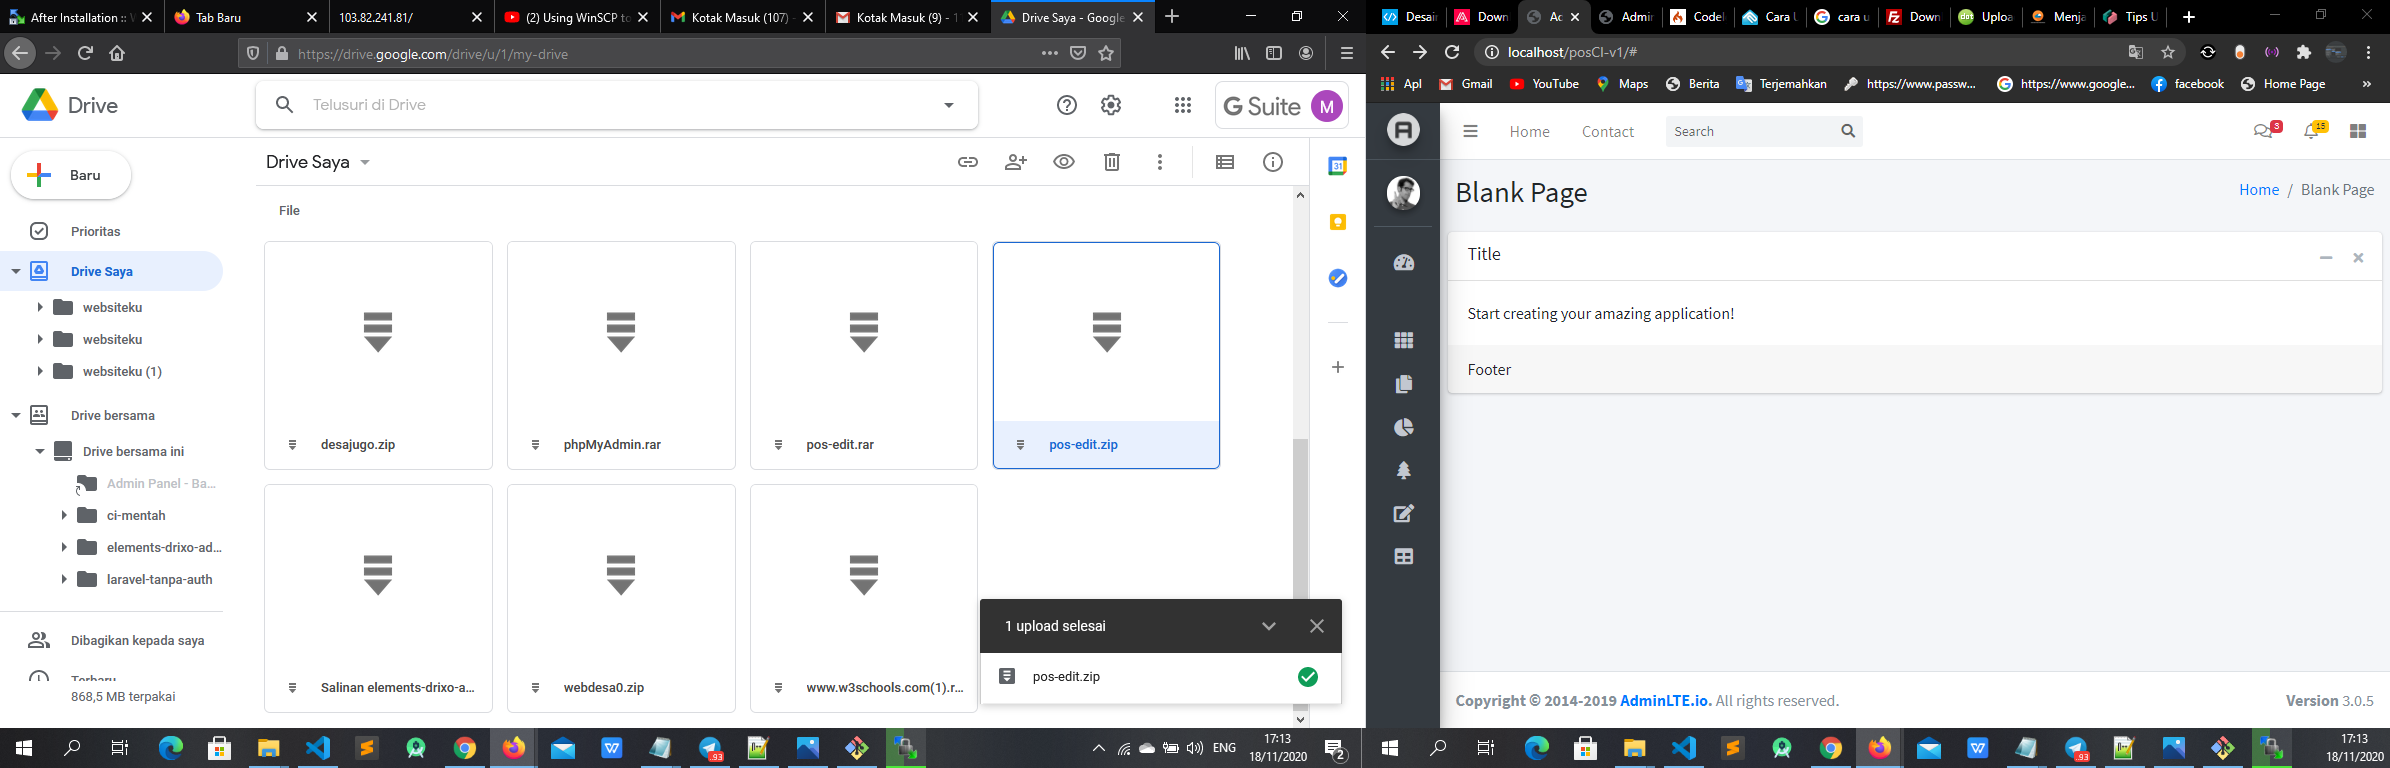 After Installation :: W
Tab Baru
103.82.241.81/
(2) Using WinSCP to
Kotak Masuk (107) -
Kotak Masuk (9) - 1
Drive Saya - Google
https://drive.google.com/drive/u/1/my-drive
Drive
Telusuri di Drive
G Suite
M
Baru
Drive Saya
31
Prioritas
Drive Saya
websiteku
websiteku
websiteku (1)
Drive bersama
Drive bersama ini
Admin Panel - Ba...
ci-mentah
elements-drixo-ad...
laravel-tanpa-auth
Dibagikan kepada saya
Terbaru
868,5 MB terpakai
File
desajugo.zip
phpMyAdmin.rar
pos-edit.rar
pos-edit.zip
Salinan elements-drixo-a...
webdesa0.zip
www.w3schools.com(1).r...
1 upload selesai
pos-edit.zip
93
ENG
17:13
18/11/2020
2
Desain
Down
Ac
Admin
Codel
Cara U
cara u
Down
Uploa
Menja
Tips U
localhost/posCI-v1/#
Apl
Gmail
YouTube
Maps
Berita
Terjemahkan
https://www.passw...
https://www.google...
facebook
Home Page
»
Home
Contact
Search
3
15
Blank Page
Home / Blank Page
Title
Start creating your amazing application!
Footer
Copyright © 2014-2019 AdminLTE.io. All rights reserved.
Version 3.0.5
93
17:13
18/11/2020